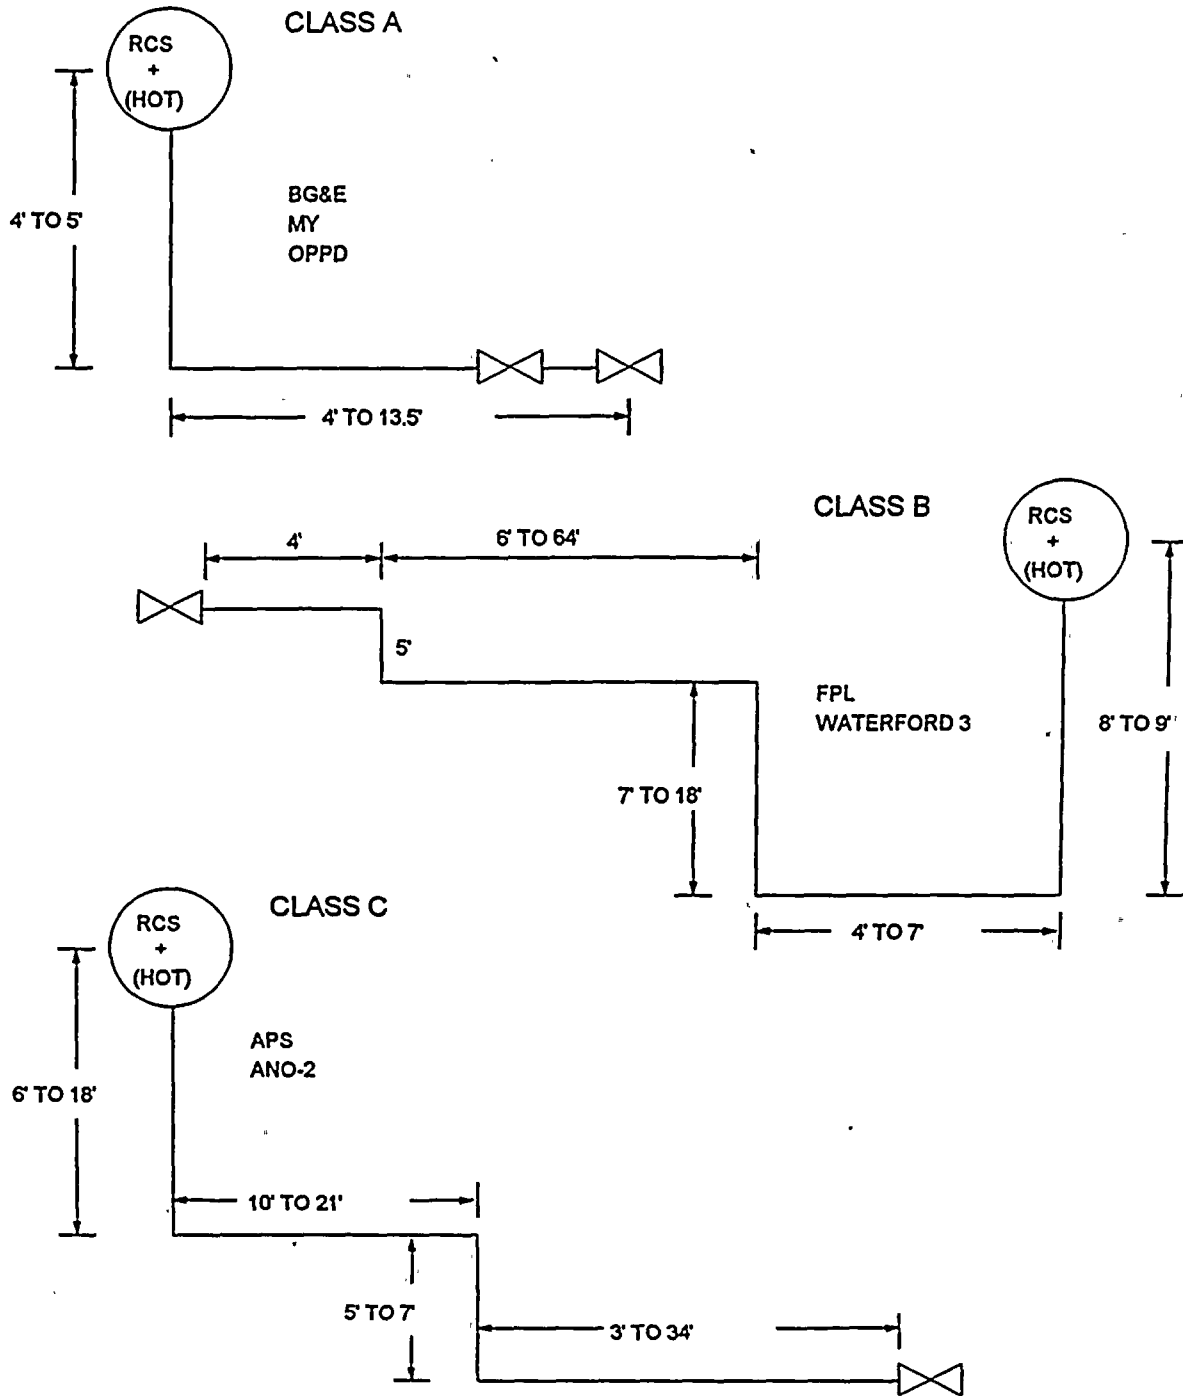 CLASS A
RCS
+
(HOT)
4' TO 5'
BG&E
MY
OPPD
4' TO 13.5'
CLASS B
RCS
+
(HOT)
4'
6' TO 64'
5'
FPL
WATERFORD 3
8' TO 9'
7' TO 18'
4' TO 7'
CLASS C
RCS
+
(HOT)
APS
ANO-2
6' TO 18'
10' TO 21'
5' TO 7'
3' TO 34'